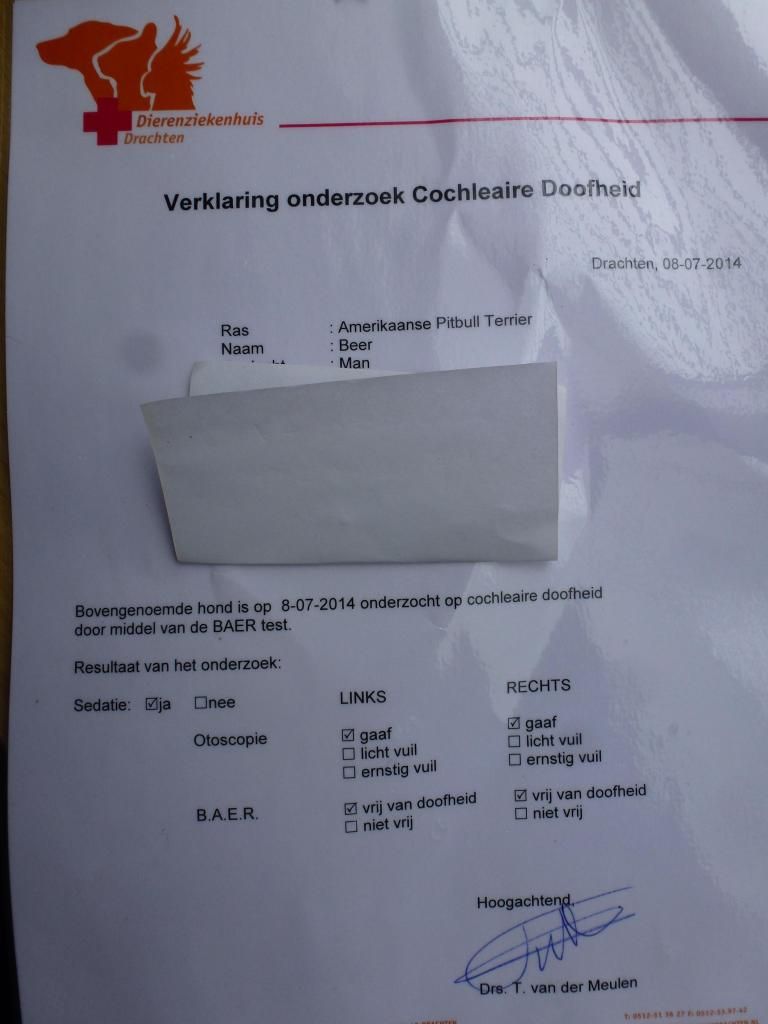 Dierenziekenhuis
Drachten
Verklaring onderzoek Cochleaire Doofheid
Drachten, 08-07-2014
Ras : Amerikaanse Pitbull Terrier
Naam : Beer
: Man
Bovengenoemde hond is op 8-07-2014 onderzocht op cochleaire doofheid
door middel van de BAER test.
Resultaat van het onderzoek:
Sedatie: ☑ja ☐nee LINKS RECHTS
Otoscopie ☑ gaaf ☑ gaaf
☐ licht vuil ☐ licht vuil
☐ ernstig vuil ☐ ernstig vuil
B.A.E.R. ☑ vrij van doofheid ☑ vrij van doofheid
☐ niet vrij ☐ niet vrij
Hoogachtend,
Drs. T. van der Meulen